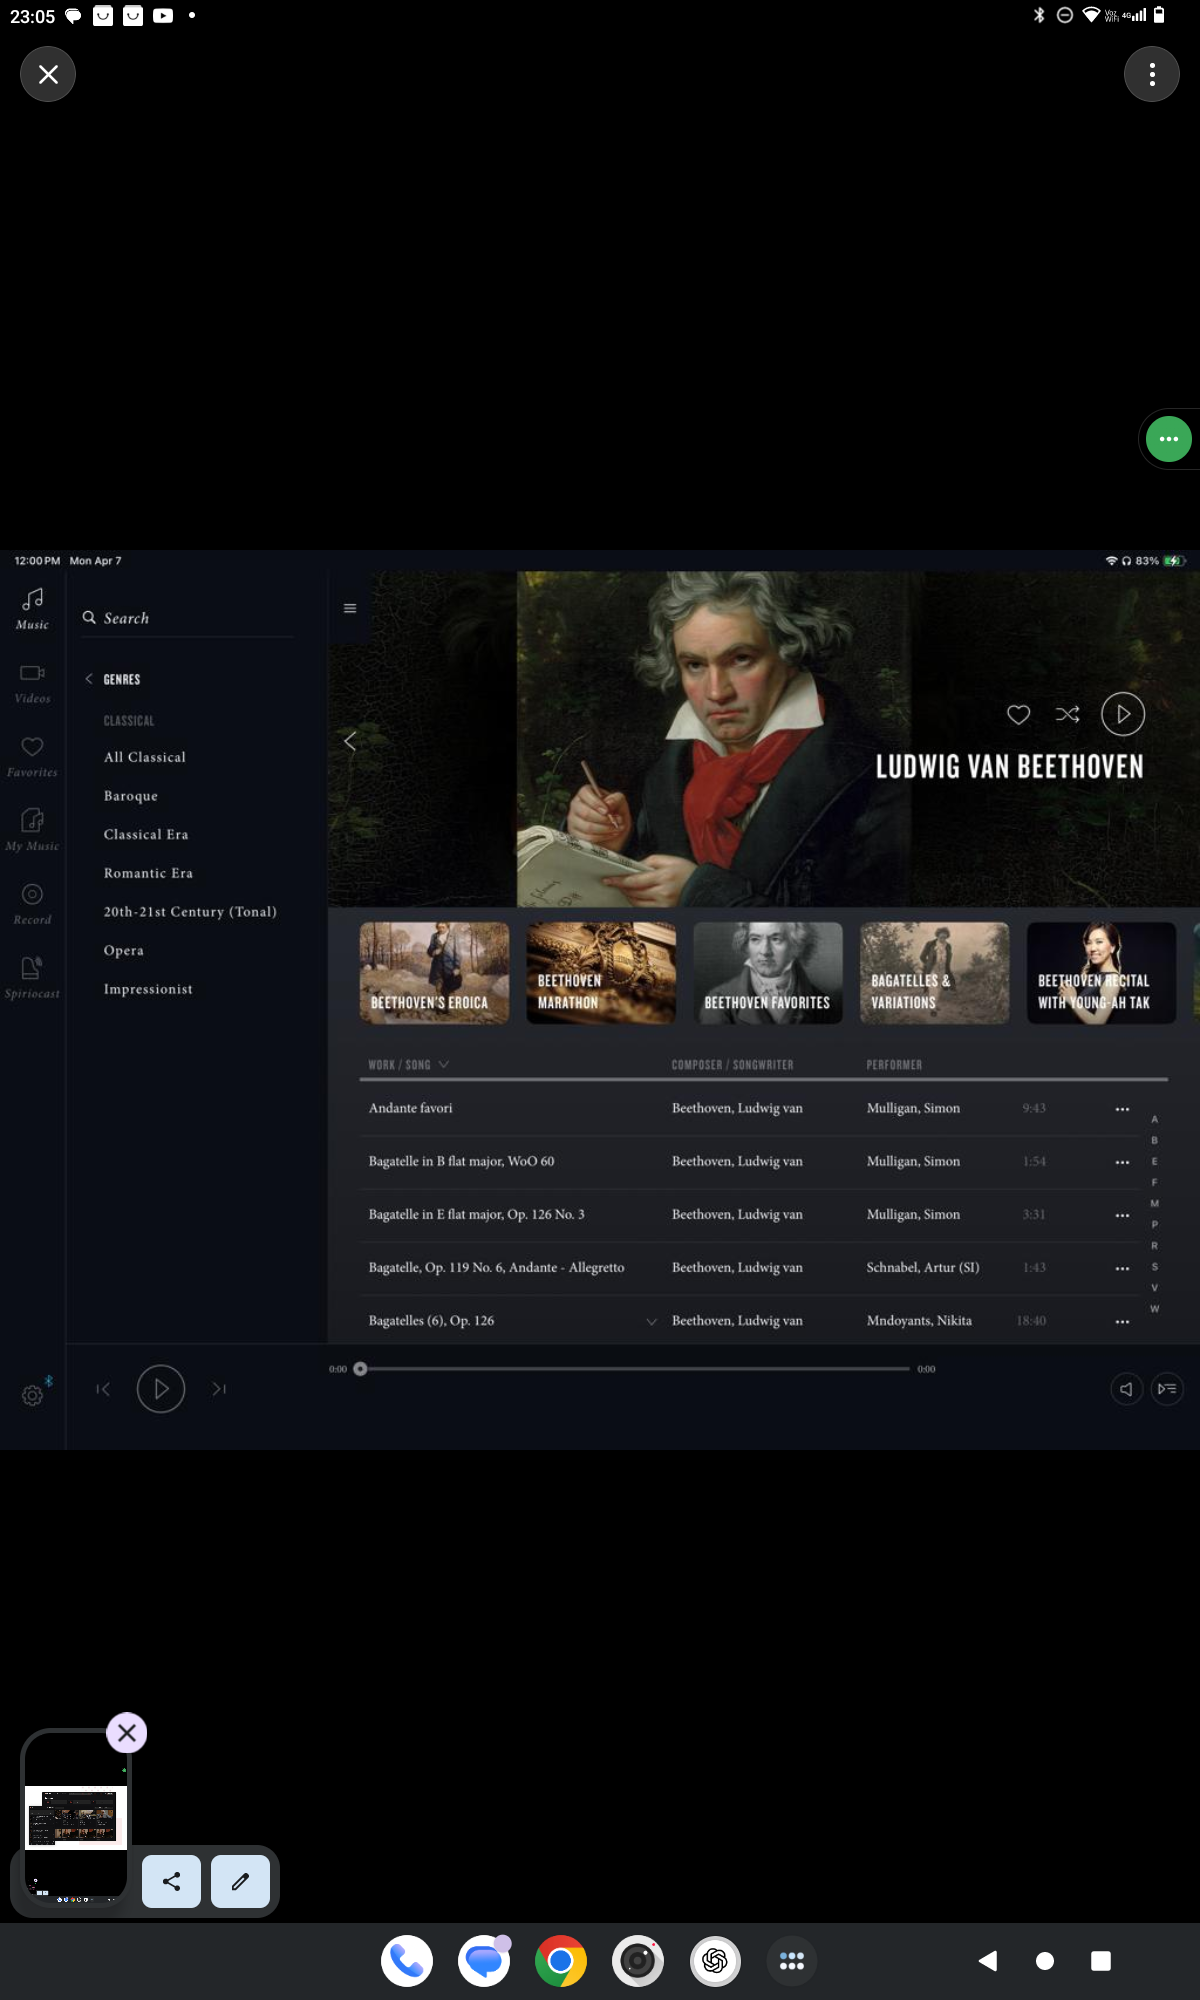 23:05
Voz
WiFi
4G
12:00 PM Mon Apr 7
83%
Music
Videos
Favorites
My Music
Record
Spiriocast
Search
GENRES
CLASSICAL
All Classical
Baroque
Classical Era
Romantic Era
20th-21st Century (Tonal)
Opera
Impressionist
LUDWIG VAN BEETHOVEN
BEETHOVEN'S EROICA
BEETHOVEN
MARATHON
BEETHOVEN FAVORITES
BAGATELLES &
VARIATIONS
BEETHOVEN RECITAL
WITH YOUNG-AH TAK
WORK / SONG COMPOSER / SONGWRITER PERFORMER
Andante favori Beethoven, Ludwig van Mulligan, Simon 9:43
Bagatelle in B flat major, WoO 60 Beethoven, Ludwig van Mulligan, Simon 1:54
Bagatelle in E flat major, Op. 126 No. 3 Beethoven, Ludwig van Mulligan, Simon 3:31
Bagatelle, Op. 119 No. 6, Andante - Allegretto Beethoven, Ludwig van Schnabel, Artur (SI) 1:43
Bagatelles (6), Op. 126 Beethoven, Ludwig van Mndoyants, Nikita 18:40
A
B
E
F
M
P
R
S
V
W
0:00 0:00